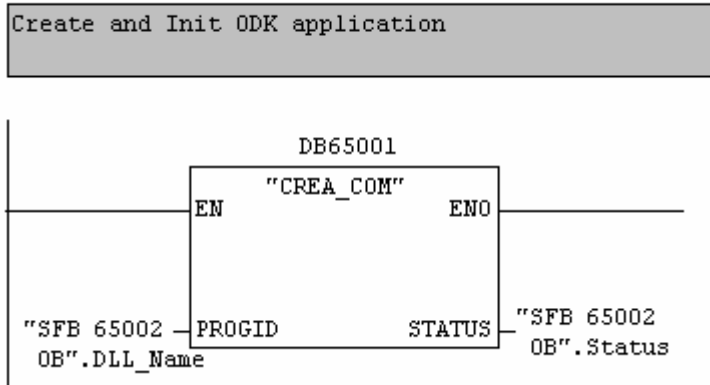 Create and Init ODK application
DB65001
"CREA_COM"
EN
ENO
"SFB 65002
OB".DLL_Name
PROGID
STATUS
"SFB 65002
OB".Status